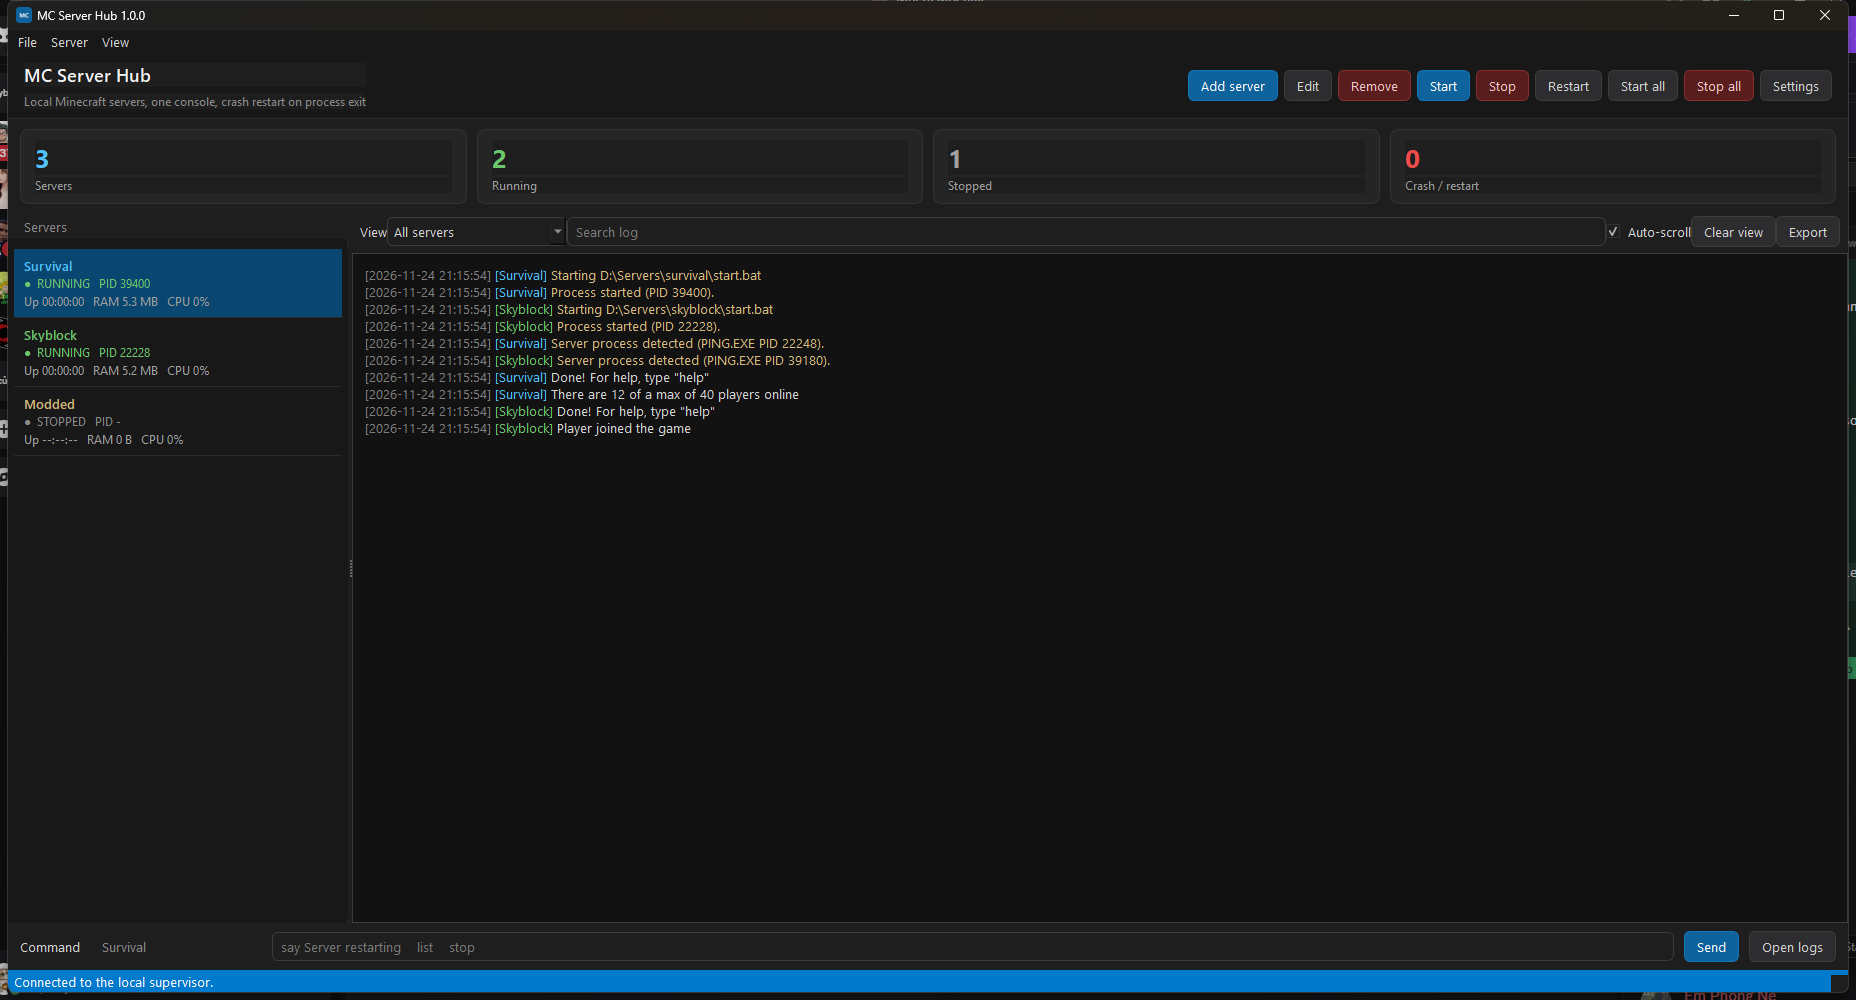 MC Server Hub 1.0.0
File Server View
MC Server Hub
Local Minecraft servers, one console, crash restart on process exit
Add server Edit Remove Start Stop Restart Start all Stop all Settings
3
Servers
2
Running
1
Stopped
0
Crash / restart
Servers
View All servers Search log Auto-scroll Clear view Export
Survival
● RUNNING PID 39400
Up 00:00:00 RAM 5.3 MB CPU 0%
Skyblock
● RUNNING PID 22228
Up 00:00:00 RAM 5.2 MB CPU 0%
Modded
● STOPPED PID -
Up --:--:-- RAM 0 B CPU 0%
[2026-11-24 21:15:54] [Survival] Starting D:\Servers\survival\start.bat
[2026-11-24 21:15:54] [Survival] Process started (PID 39400).
[2026-11-24 21:15:54] [Skyblock] Starting D:\Servers\skyblock\start.bat
[2026-11-24 21:15:54] [Skyblock] Process started (PID 22228).
[2026-11-24 21:15:54] [Survival] Server process detected (PING.EXE PID 22248).
[2026-11-24 21:15:54] [Skyblock] Server process detected (PING.EXE PID 39180).
[2026-11-24 21:15:54] [Survival] Done! For help, type "help"
[2026-11-24 21:15:54] [Survival] There are 12 of a max of 40 players online
[2026-11-24 21:15:54] [Skyblock] Done! For help, type "help"
[2026-11-24 21:15:54] [Skyblock] Player joined the game
Command Survival say Server restarting list stop Send Open logs
Connected to the local supervisor.
Em Phong Ne